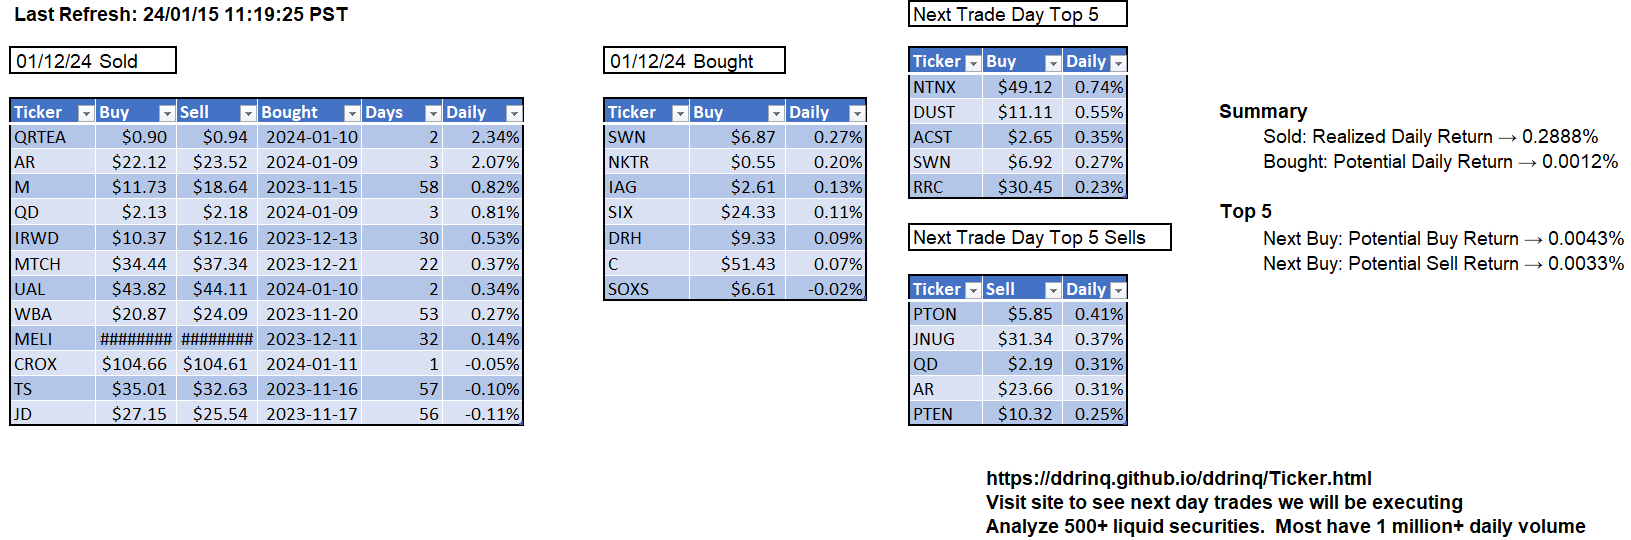 Last Refresh: 24/01/15 11:19:25 PST
01/12/24 Sold
Ticker Buy Sell Bought Days Daily
QRTEA $0.90 $0.94 2024-01-10 2 2.34%
AR $22.12 $23.52 2024-01-09 3 2.07%
M $11.73 $18.64 2023-11-15 58 0.82%
QD $2.13 $2.18 2024-01-09 3 0.81%
IRWD $10.37 $12.16 2023-12-13 30 0.53%
MTCH $34.44 $37.34 2023-12-21 22 0.37%
UAL $43.82 $44.11 2024-01-10 2 0.34%
WBA $20.87 $24.09 2023-11-20 53 0.27%
MELI ######## ######## 2023-12-11 32 0.14%
CROX $104.66 $104.61 2024-01-11 1 -0.05%
TS $35.01 $32.63 2023-11-16 57 -0.10%
JD $27.15 $25.54 2023-11-17 56 -0.11%
01/12/24 Bought
Ticker Buy Daily
SWN $6.87 0.27%
NKTR $0.55 0.20%
IAG $2.61 0.13%
SIX $24.33 0.11%
DRH $9.33 0.09%
C $51.43 0.07%
SOXS $6.61 -0.02%
Next Trade Day Top 5
Ticker Buy Daily
NTNX $49.12 0.74%
DUST $11.11 0.55%
ACST $2.65 0.35%
SWN $6.92 0.27%
RRC $30.45 0.23%
Next Trade Day Top 5 Sells
Ticker Sell Daily
PTON $5.85 0.41%
JNUG $31.34 0.37%
QD $2.19 0.31%
AR $23.66 0.31%
PTEN $10.32 0.25%
Summary
Sold: Realized Daily Return → 0.2888%
Bought: Potential Daily Return → 0.0012%
Top 5
Next Buy: Potential Buy Return → 0.0043%
Next Buy: Potential Sell Return → 0.0033%
https://ddrinq.github.io/ddrinq/Ticker.html
Visit site to see next day trades we will be executing
Analyze 500+ liquid securities.  Most have 1 million+ daily volume